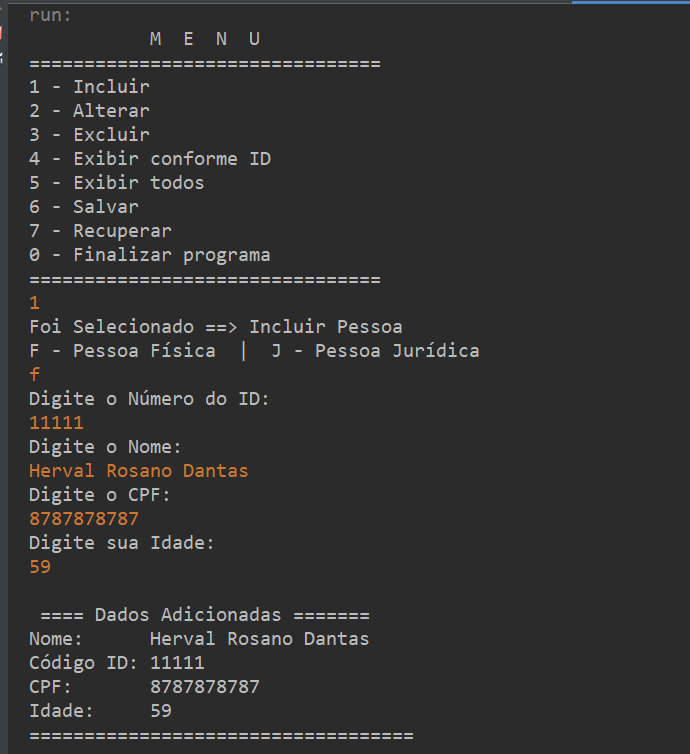 run:
M E N U
================================
1 - Incluir
2 - Alterar
3 - Excluir
4 - Exibir conforme ID
5 - Exibir todos
6 - Salvar
7 - Recuperar
0 - Finalizar programa
================================
1
Foi Selecionado ==> Incluir Pessoa
F - Pessoa Física | J - Pessoa Jurídica
f
Digite o Número do ID:
11111
Digite o Nome:
Herval Rosano Dantas
Digite o CPF:
8787878787
Digite sua Idade:
59
==== Dados Adicionadas =======
Nome: Herval Rosano Dantas
Código ID: 11111
CPF: 8787878787
Idade: 59
===================================